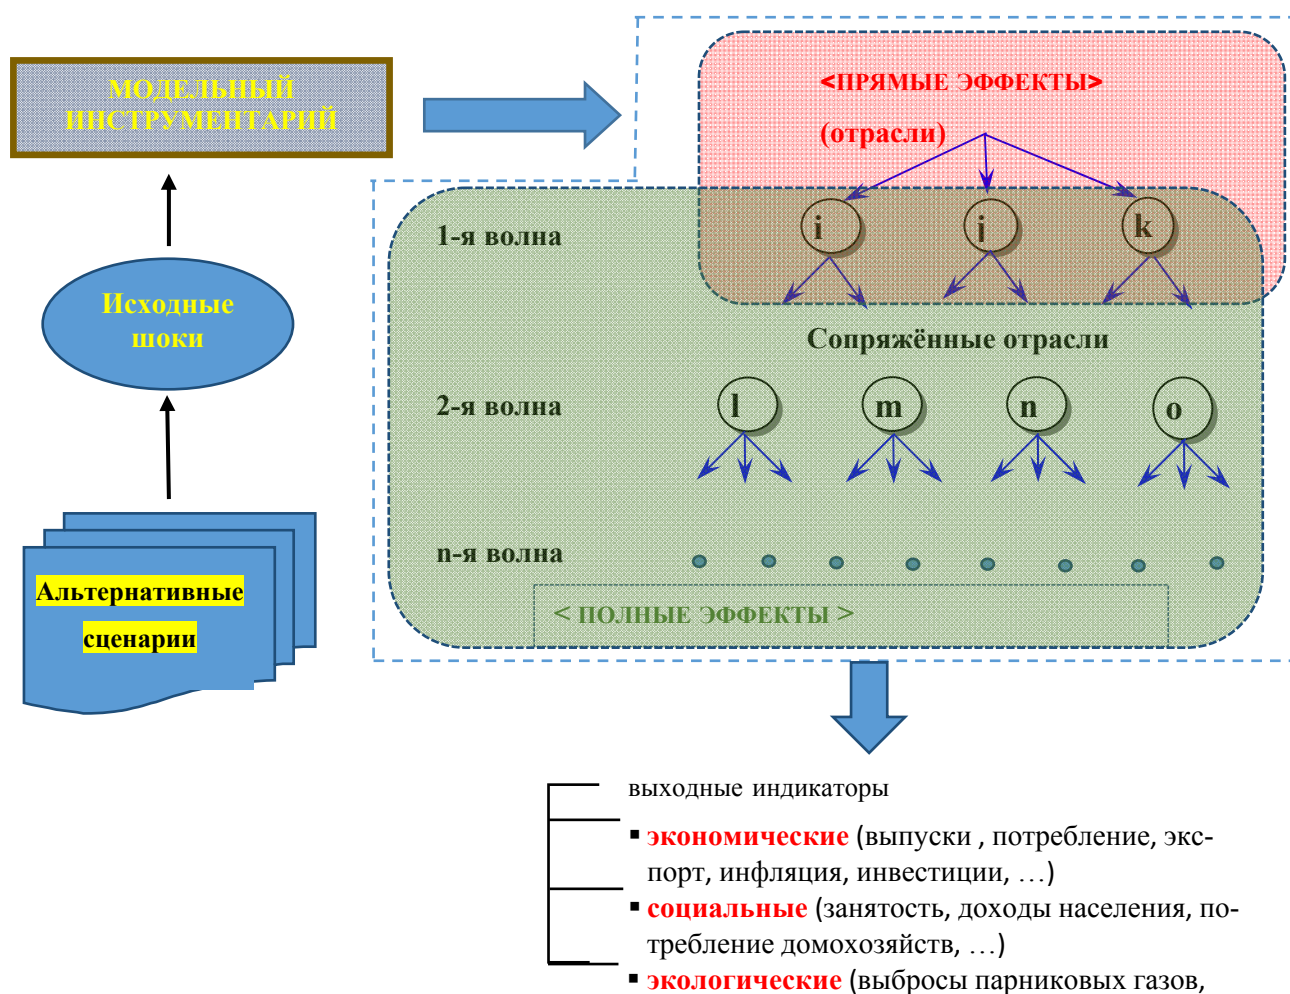 МОДЕЛЬНЫЙ
ИНСТРУМЕНТАРИЙ
Исходные
шоки
Альтернативные
сценарии
<ПРЯМЫЕ ЭФФЕКТЫ>
(отрасли)
1-я волна
i
j
k
Сопряжённые отрасли
2-я волна
l
m
n
o
n-я волна
< ПОЛНЫЕ ЭФФЕКТЫ >
выходные индикаторы
▪ экономические (выпуски , потребление, экс-
порт, инфляция, инвестиции, …)
▪ социальные (занятость, доходы населения, по-
требление домохозяйств, …)
▪ экологические (выбросы парниковых газов,